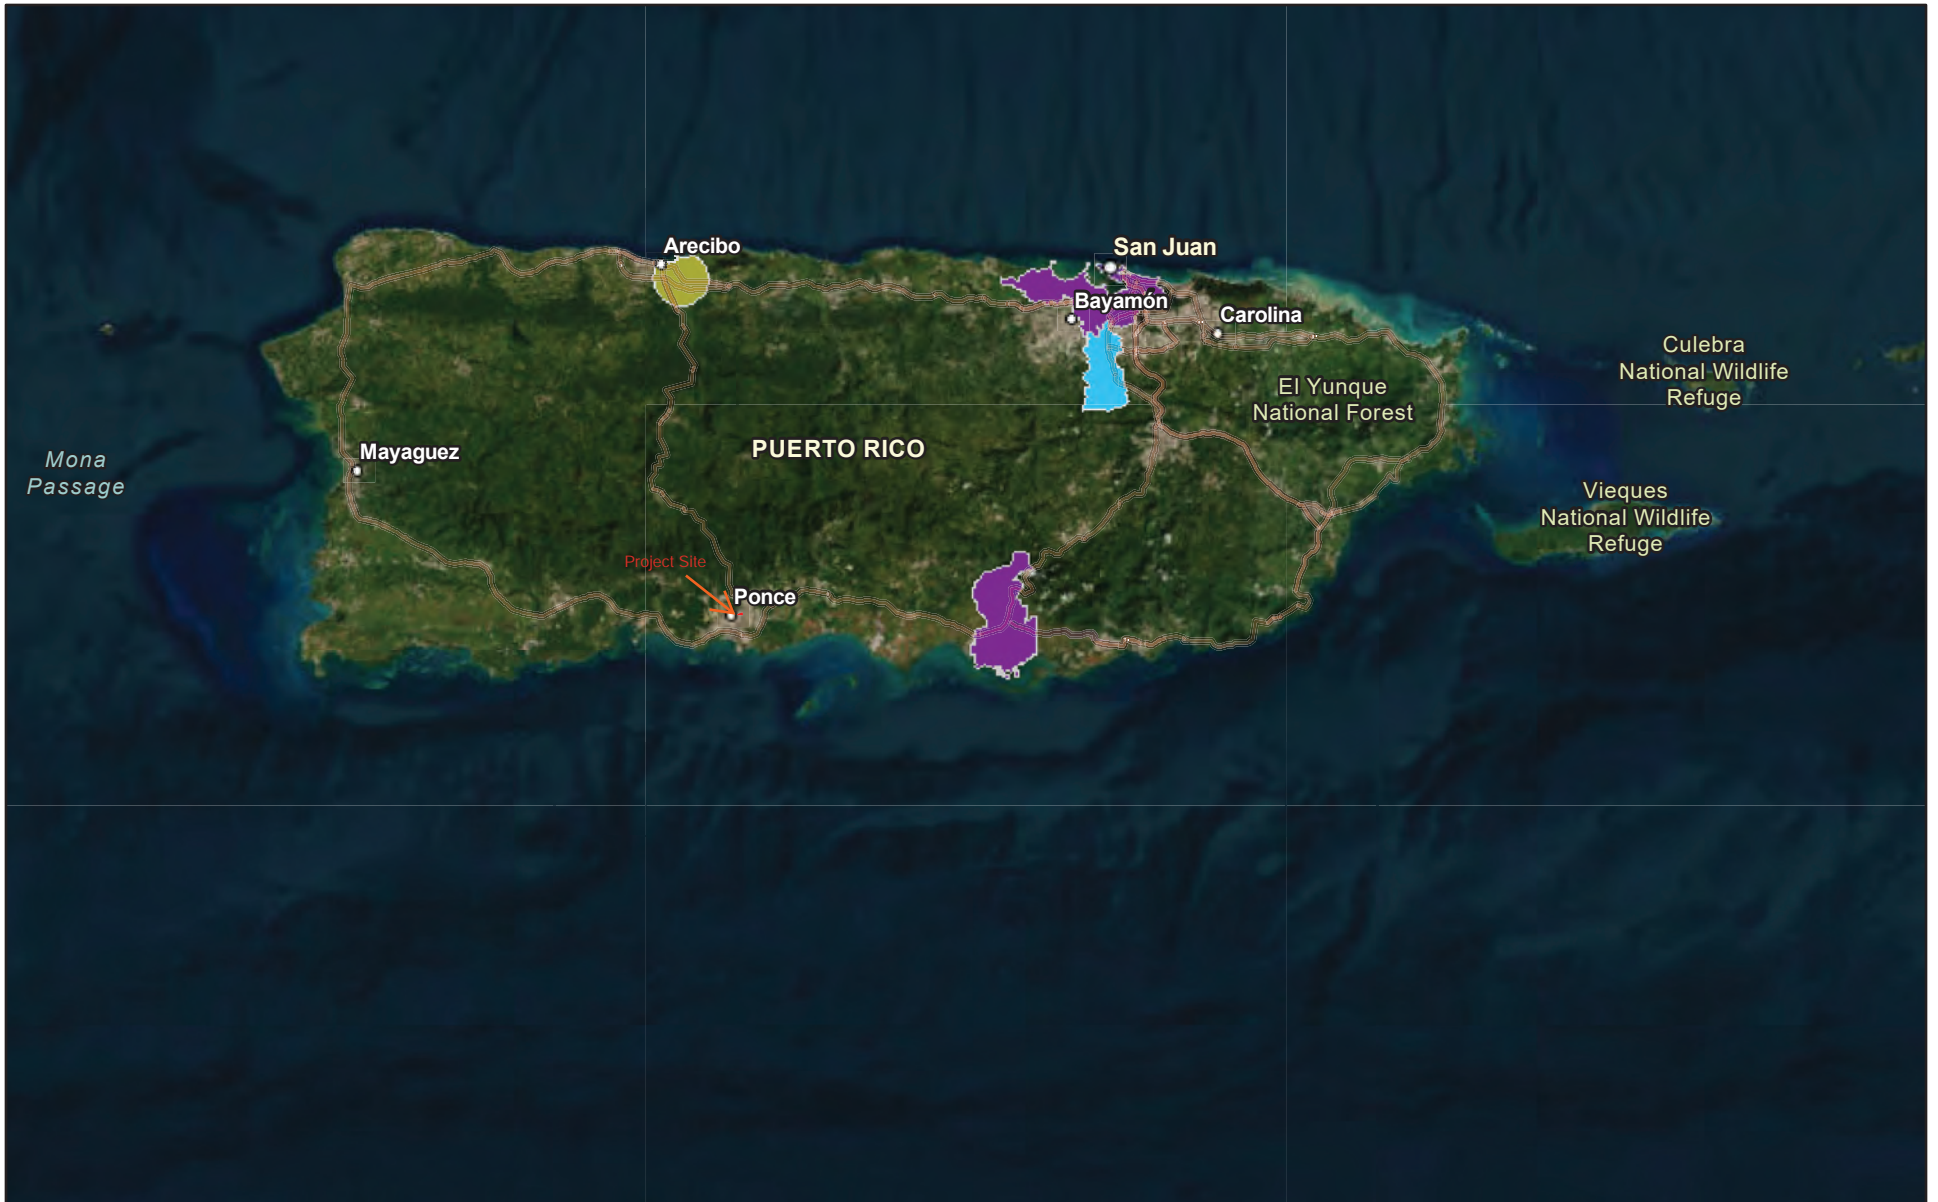 Arecibo
San Juan
Bayamón
Carolina
Culebra
National Wildlife
Refuge
El Yunque
National Forest
PUERTO RICO
Mayaguez
Mona
Passage
Vieques
National Wildlife
Refuge
Project Site
Ponce